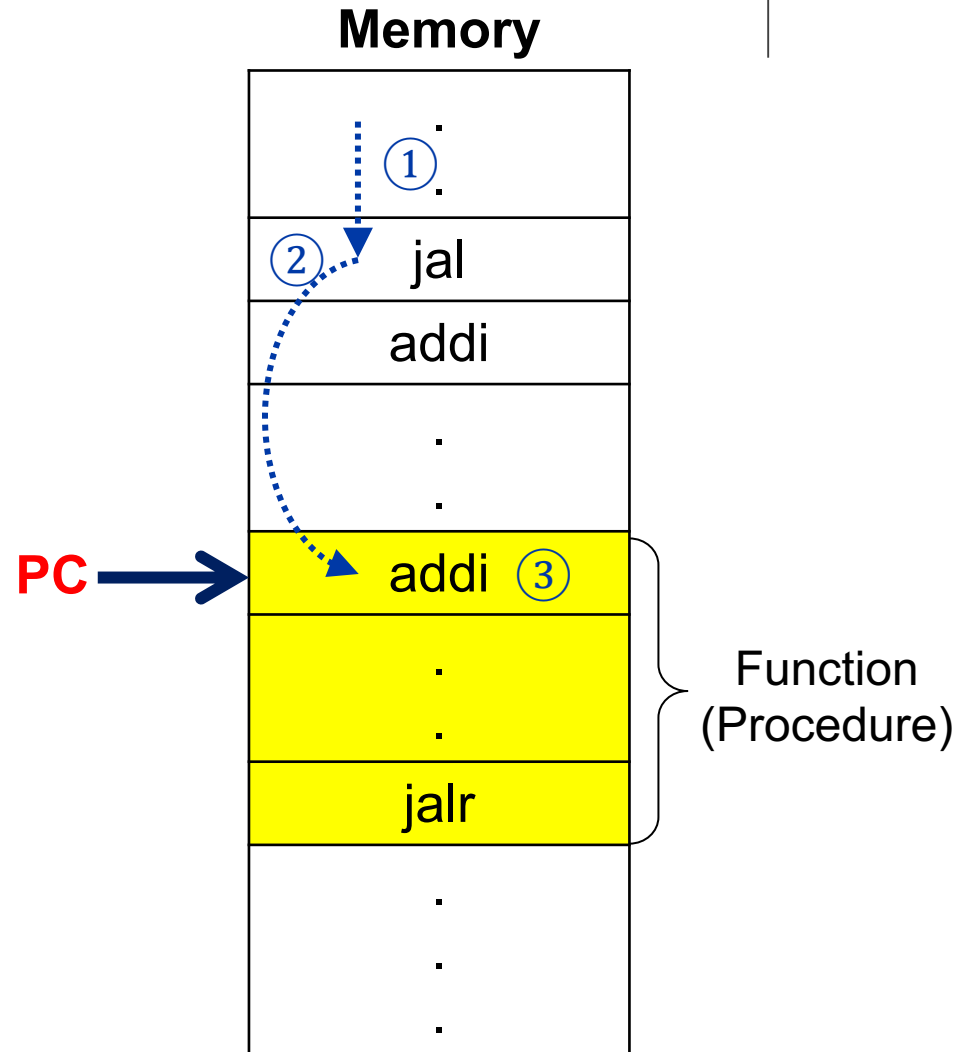 Memory
.
①
.
② jal
addi
.
.
PC addi ③
.
.
Function
(Procedure)
jalr
.
.
.